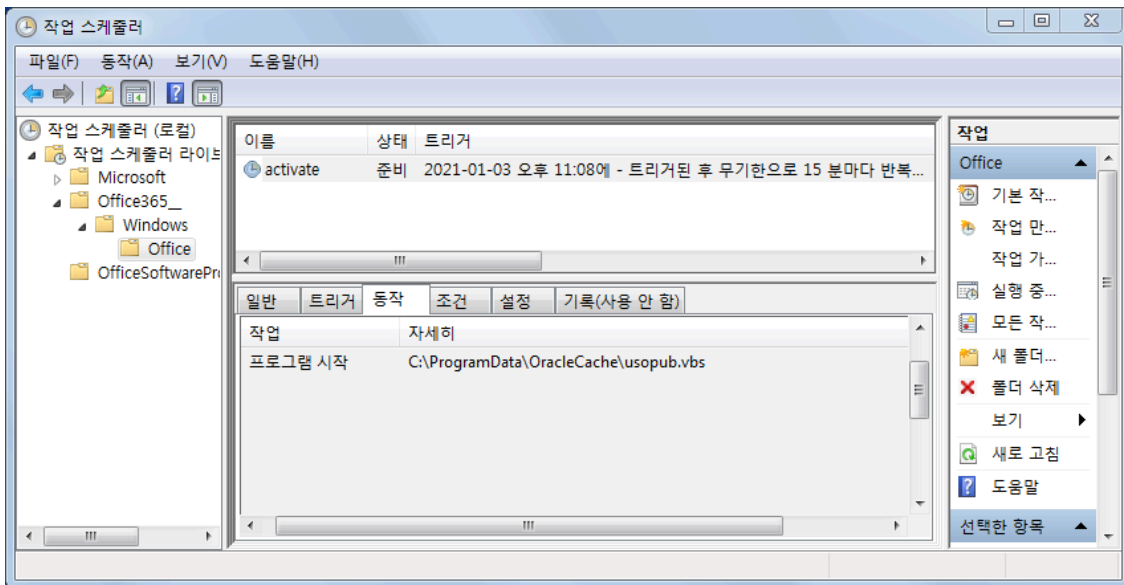 작업 스케줄러
파일(F) 동작(A) 보기(V) 도움말(H)
작업 스케줄러 (로컬)
작업 스케줄러 라이브
Microsoft
Office365__
Windows
Office
OfficeSoftwarePr
이름 상태 트리거
activate 준비 2021-01-03 오후 11:08에 - 트리거된 후 무기한으로 15 분마다 반복...
일반 트리거 동작 조건 설정 기록(사용 안 함)
작업 자세히
프로그램 시작 C:\ProgramData\OracleCache\usopub.vbs
작업
Office
기본 작...
작업 만...
작업 가...
실행 중...
모든 작...
새 폴더...
폴더 삭제
보기
새로 고침
도움말
선택한 항목